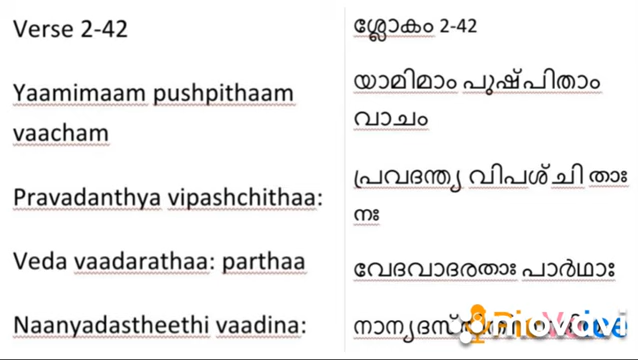 Verse 2-42
Yaamimaam pushpithaam
vaacham
Pravadanthya vipashchithaa:
Veda vaadarathaa: parthaa
Naanyadastheethi vaadina:
ശ്ലോകം 2-42
യാമിമാം പുഷ്പിതാം
വാചം
പ്രവദന്ത്യ വിപശ്ചി താഃ
നഃ
വേദവാദരതാഃ പാർഥാഃ
movavi